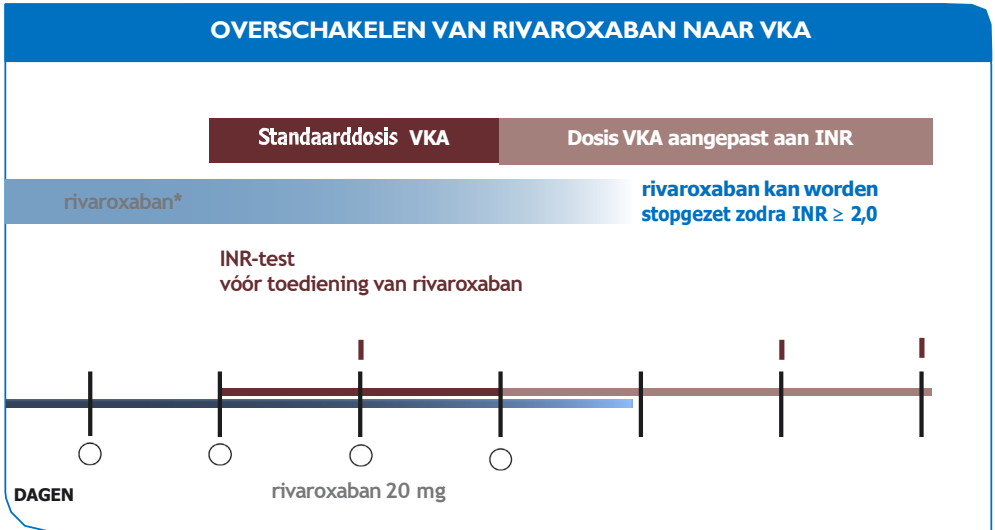 OVERSCHAKELEN VAN RIVAROXABAN NAAR VKA
Standaarddosis VKA
Dosis VKA aangepast aan INR
rivaroxaban*
rivaroxaban kan worden
stopgezet zodra INR ≥ 2,0
INR-test
vóór toediening van rivaroxaban
DAGEN
rivaroxaban 20 mg